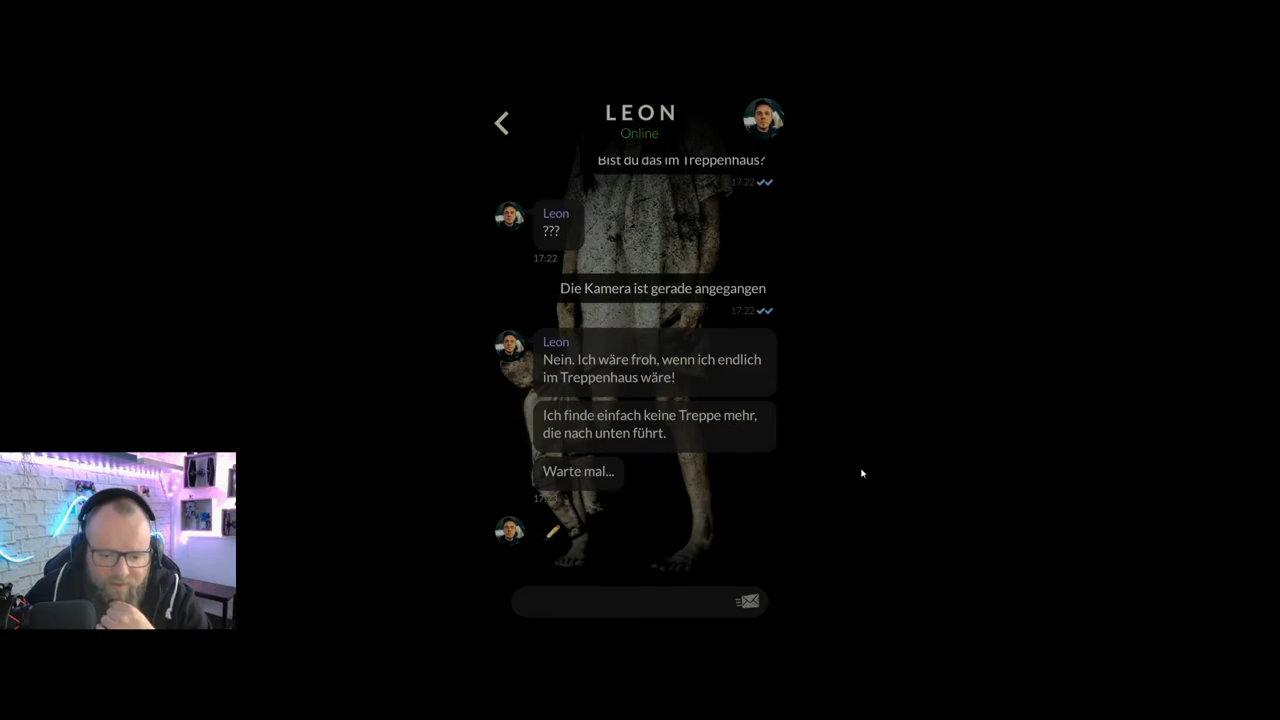 LEON
Online
Bist du das im Treppenhaus?
17:22
Leon
???
17:22
Die Kamera ist gerade angegangen
17:22
Leon
Nein. Ich wäre froh, wenn ich endlich
im Treppenhaus wäre!
Ich finde einfach keine Treppe mehr,
die nach unten führt.
Warte mal...